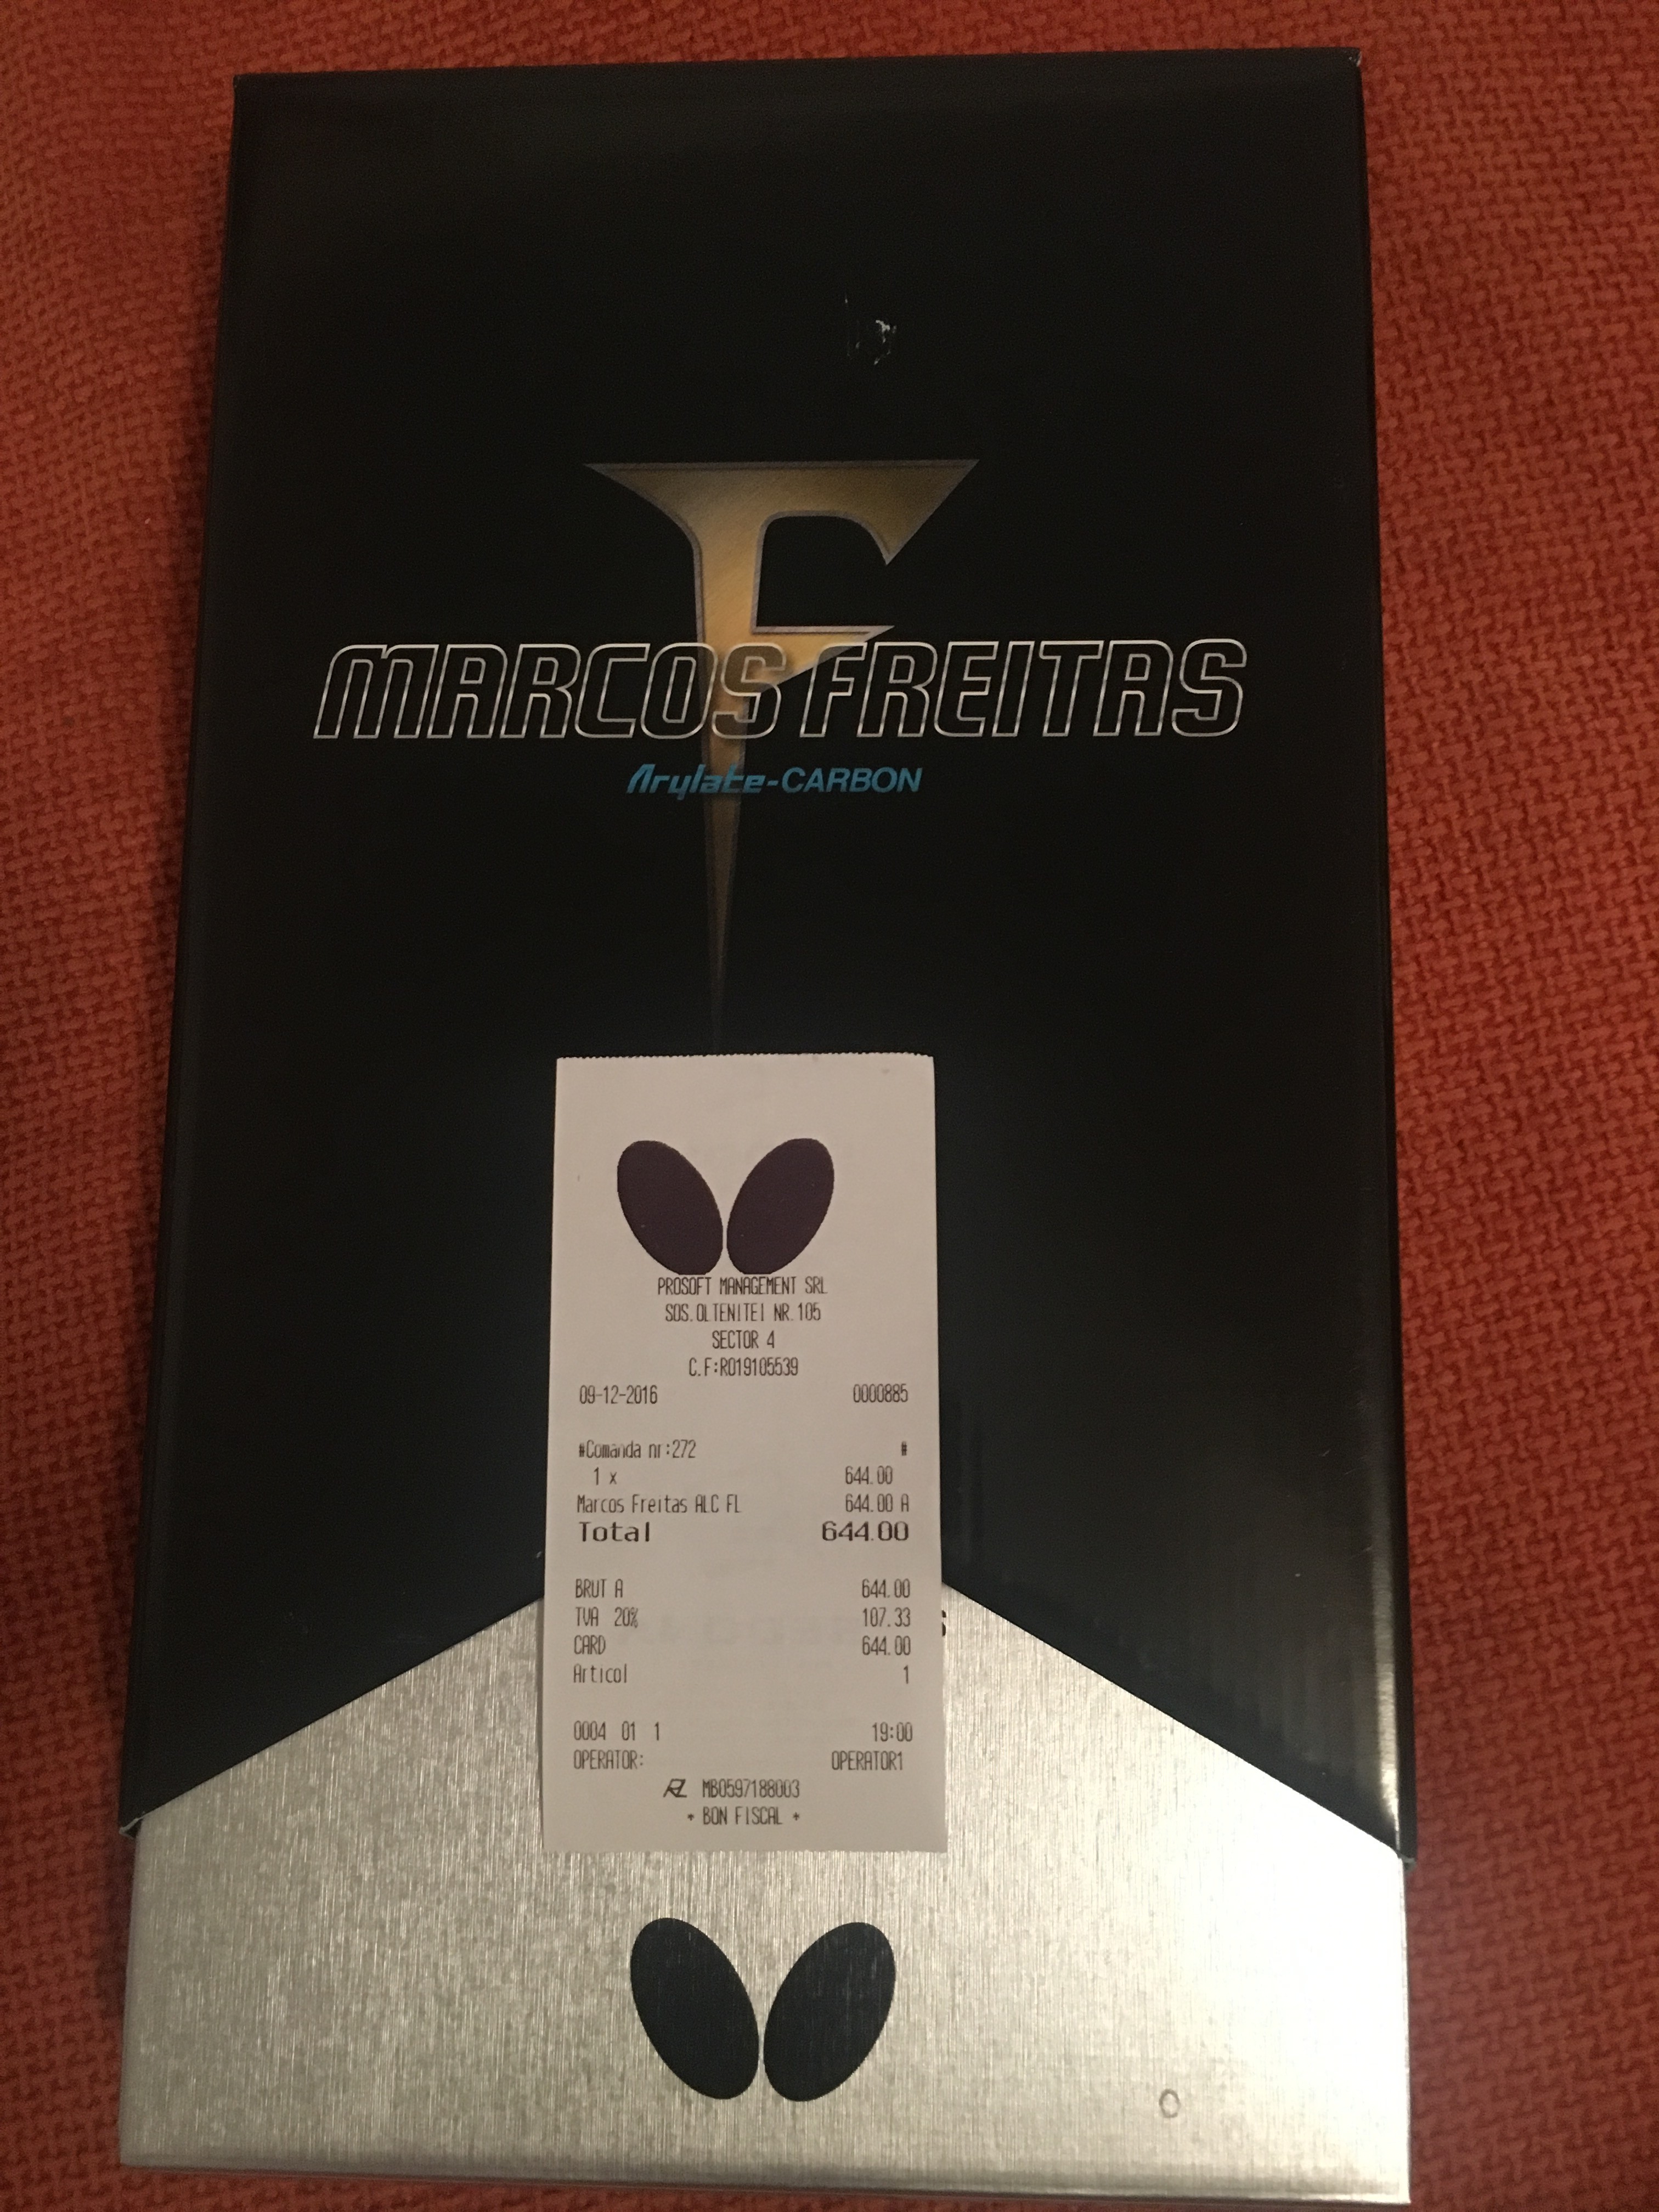 MARCOS FREITAS
Arylate-CARBON
PROSOFT MANAGEMENT SRL
SOS.OLTENITEI NR.105
SECTOR 4
C.F:RO19105539
09-12-2016 0000885
#Comanda nr:272 #
1 x 644.00
Marcos Freitas ALC FL 644.00 A
Total 644.00
BRUT A 644.00
TVA 20% 107.33
CARD 644.00
Articol 1
0004 01 1 19:00
OPERATOR: OPERATOR1
MB0597188003
* BON FISCAL *